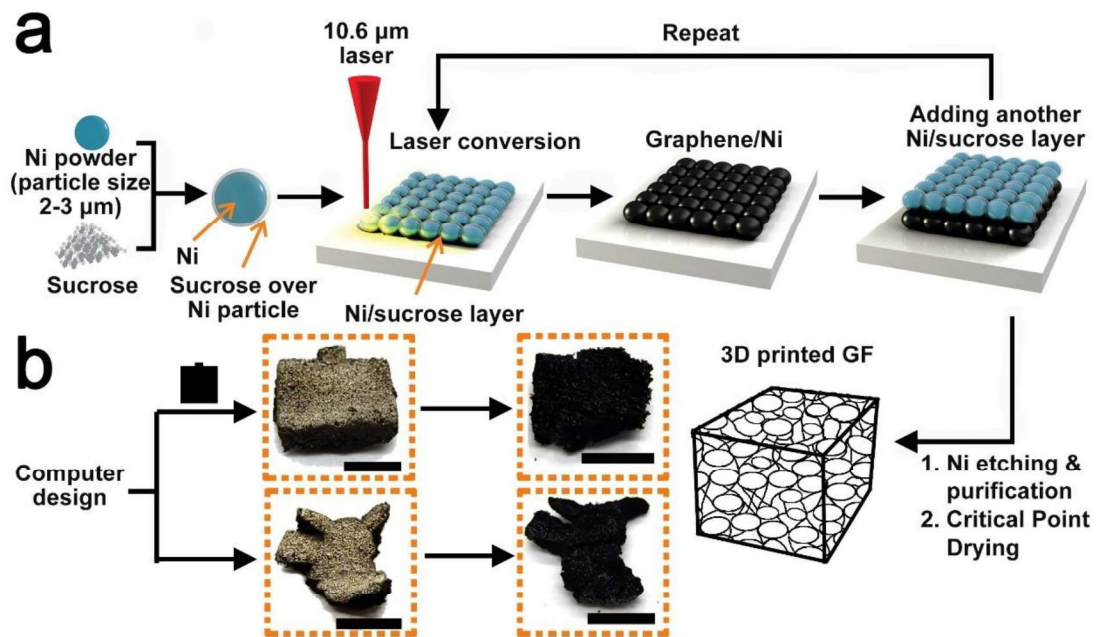 a
10.6 µm
laser
Repeat
Ni powder
(particle size
2-3 µm)
Sucrose
Ni
Sucrose over
Ni particle
Laser conversion
Ni/sucrose layer
Graphene/Ni
Adding another
Ni/sucrose layer
b
Computer
design
3D printed GF
1. Ni etching &
purification
2. Critical Point
Drying